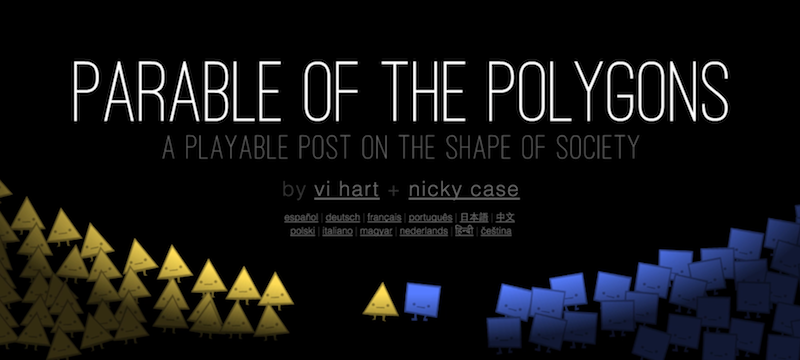 PARABLE OF THE POLYGONS
A PLAYABLE POST ON THE SHAPE OF SOCIETY
by vi hart + nicky case
español | deutsch | français | português | 日本語 | 中文
polski | italiano | magyar | nederlands | हिन्दी | čeština